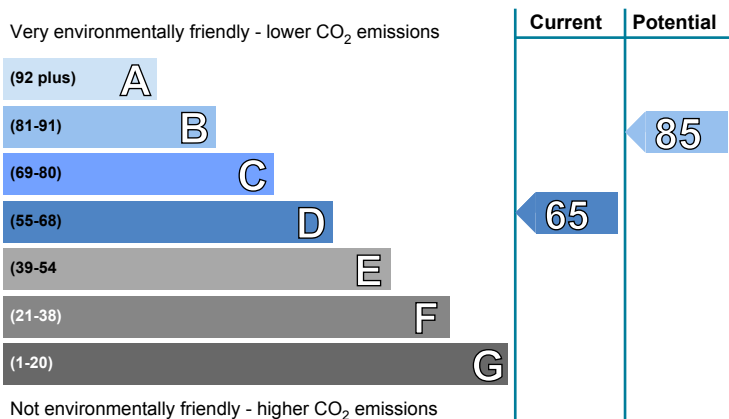 Current Potential
Very environmentally friendly - lower CO2 emissions
(92 plus) A
(81-91) B
85
(69-80) C
(55-68) D
65
(39-54 E
(21-38) F
(1-20) G
Not environmentally friendly - higher CO2 emissions